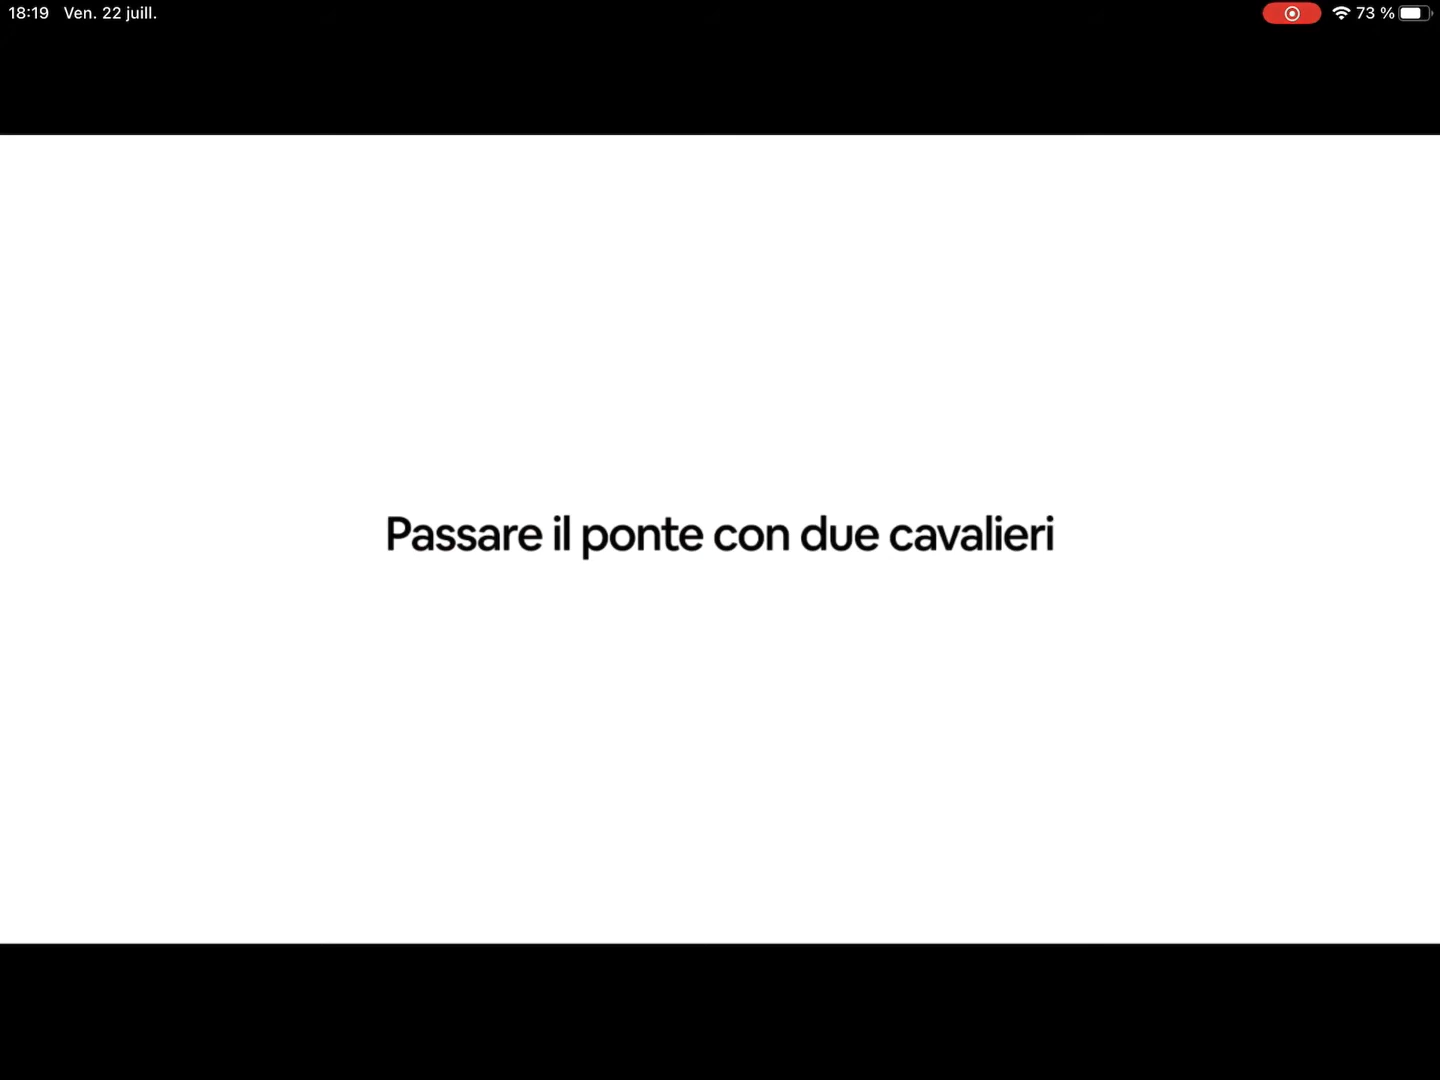 18:19 Ven. 22 juill. 73 %
Passare il ponte con due cavalieri